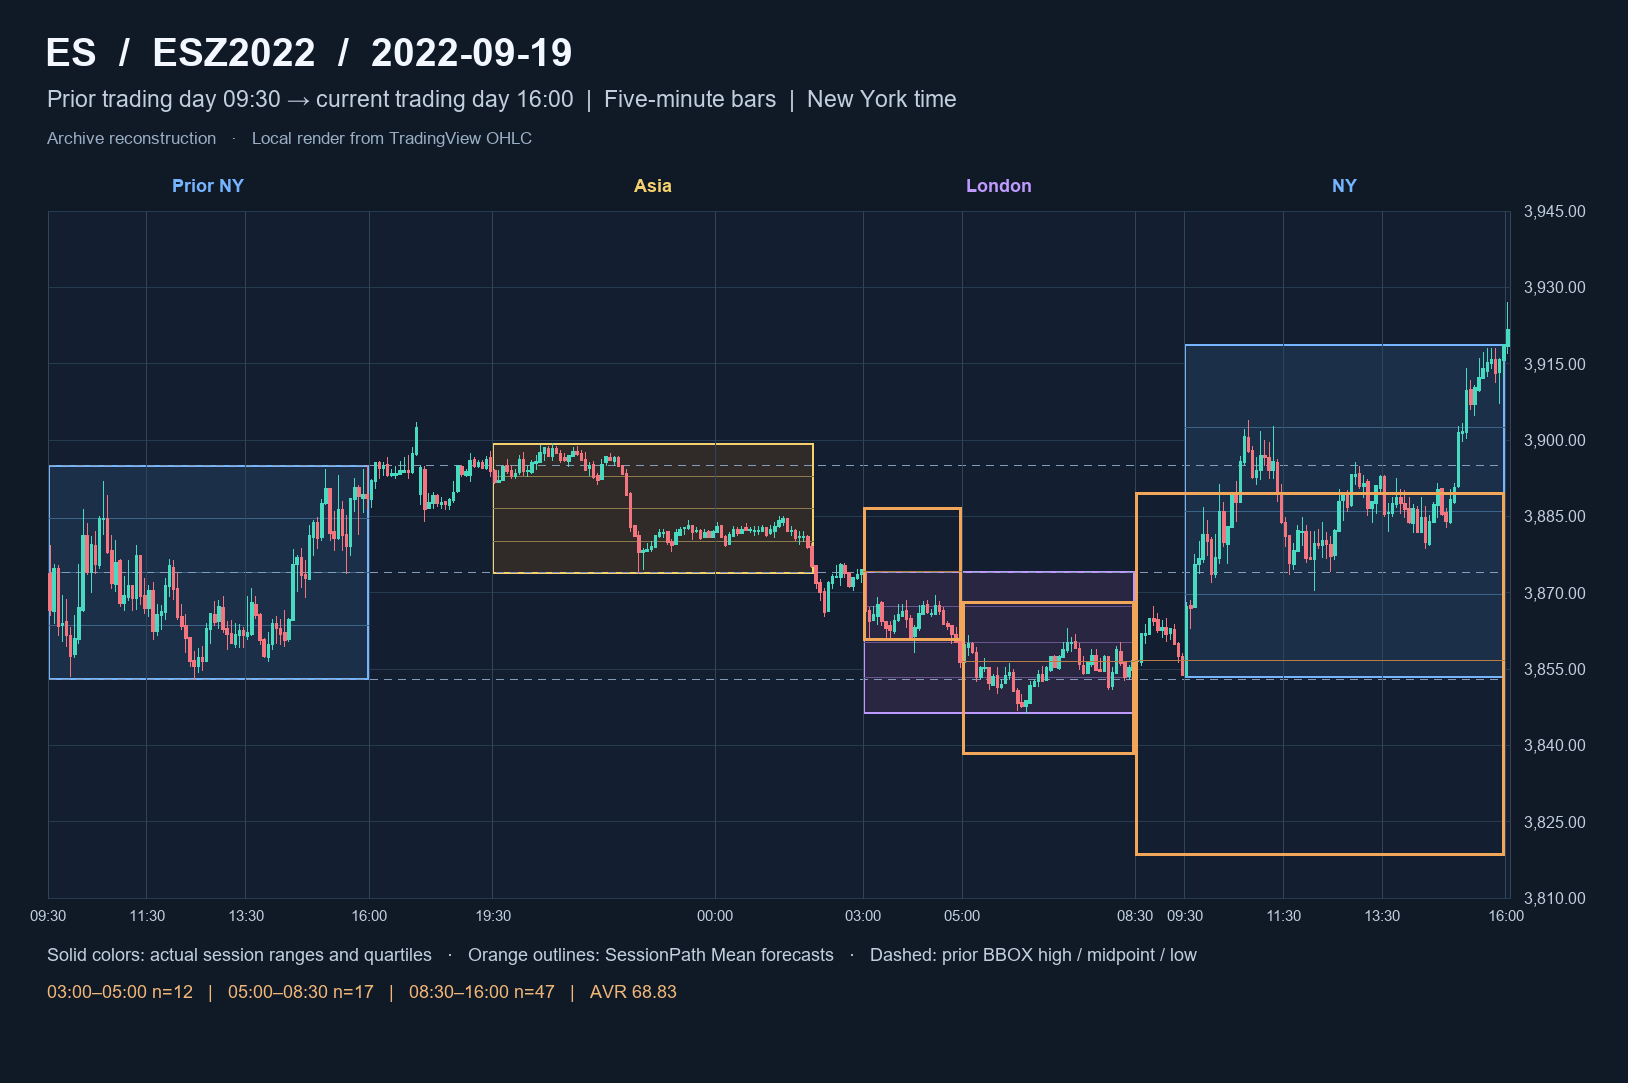 ES / ESZ2022 / 2022-09-19
Prior trading day 09:30 → current trading day 16:00 | Five-minute bars | New York time
Archive reconstruction · Local render from TradingView OHLC
Prior NY Asia London NY
3,945.00
3,930.00
3,915.00
3,900.00
3,885.00
3,870.00
3,855.00
3,840.00
3,825.00
3,810.00
09:30 11:30 13:30 16:00 19:30 00:00 03:00 05:00 08:30 09:30 11:30 13:30 16:00
Solid colors: actual session ranges and quartiles · Orange outlines: SessionPath Mean forecasts · Dashed: prior BBOX high / midpoint / low
03:00–05:00 n=12 | 05:00–08:30 n=17 | 08:30–16:00 n=47 | AVR 68.83